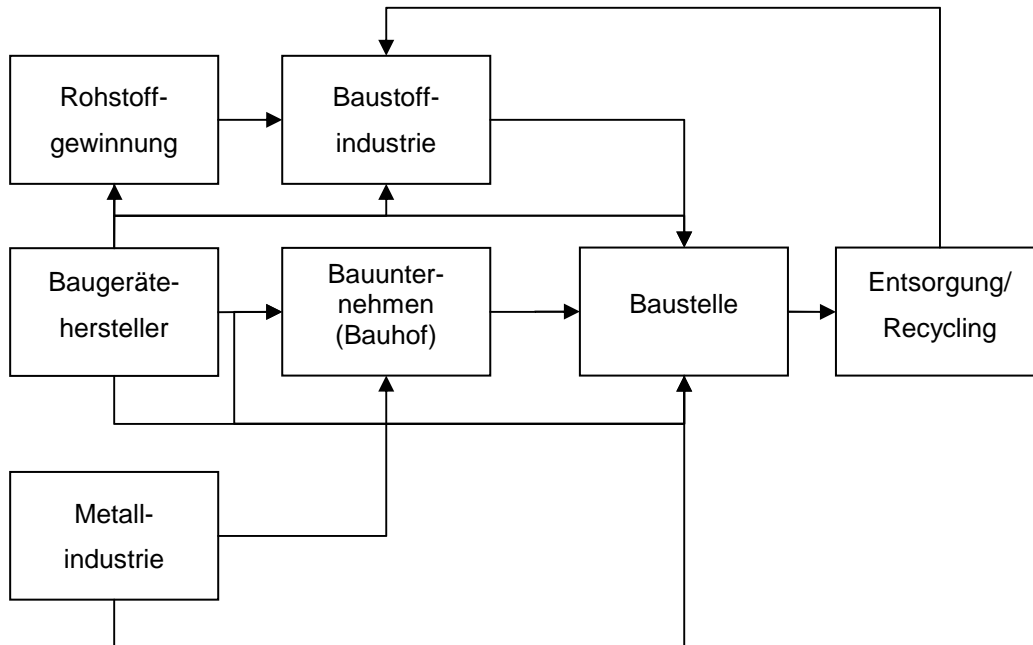 Rohstoff-
gewinnung
Baustoff-
industrie
Baugeräte-
hersteller
Bauunter-
nehmen
(Bauhof)
Baustelle
Entsorgung/
Recycling
Metall-
industrie